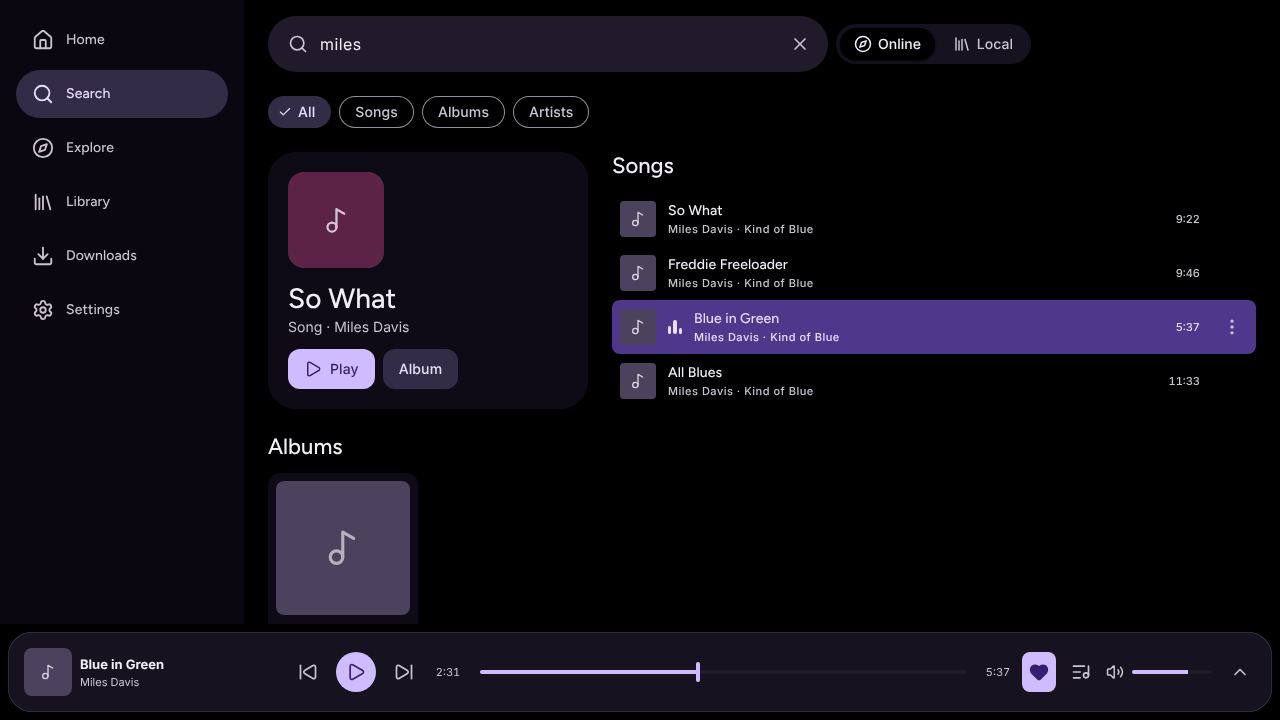 Home
Search
Explore
Library
Downloads
Settings
miles
Online
Local
All
Songs
Albums
Artists
So What
Song · Miles Davis
Play
Album
Songs
So What
Miles Davis · Kind of Blue
9:22
Freddie Freeloader
Miles Davis · Kind of Blue
9:46
Blue in Green
Miles Davis · Kind of Blue
5:37
All Blues
Miles Davis · Kind of Blue
11:33
Albums
Blue in Green
Miles Davis
2:31
5:37